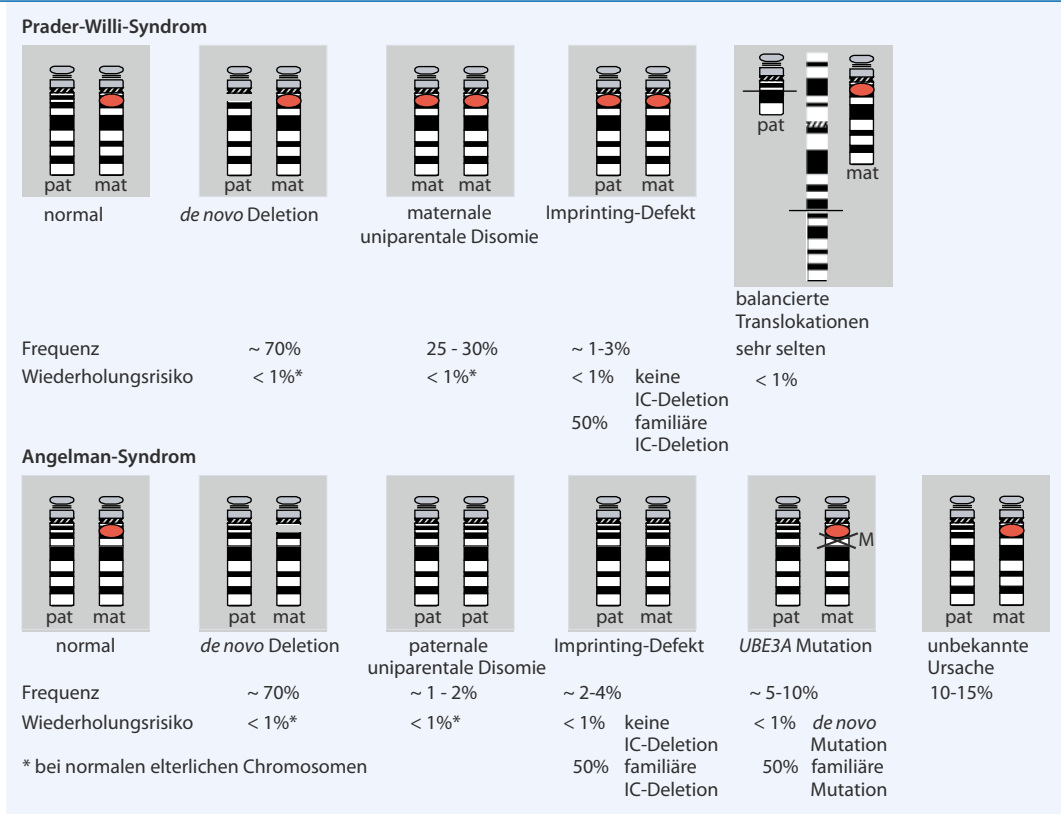 Prader-Willi-Syndrom
pat mat
pat mat
mat mat
pat mat
pat
mat
normal
de novo Deletion
maternale
uniparentale Disomie
Imprinting-Defekt
balancierte
Translokationen
Frequenz ~ 70% 25 - 30% ~ 1-3% sehr selten
Wiederholungsrisiko < 1%* < 1%* < 1% keine < 1%
IC-Deletion
50% familiäre
IC-Deletion
Angelman-Syndrom
M
pat mat
pat mat
pat pat
pat mat
pat mat
pat mat
normal
de novo Deletion
paternale
uniparentale Disomie
Imprinting-Defekt
UBE3A Mutation
unbekannte
Ursache
Frequenz ~ 70% ~ 1 - 2% ~ 2-4% ~ 5-10% 10-15%
Wiederholungsrisiko < 1%* < 1%* < 1% keine < 1% de novo
IC-Deletion Mutation
* bei normalen elterlichen Chromosomen 50% familiäre 50% familiäre
IC-Deletion Mutation